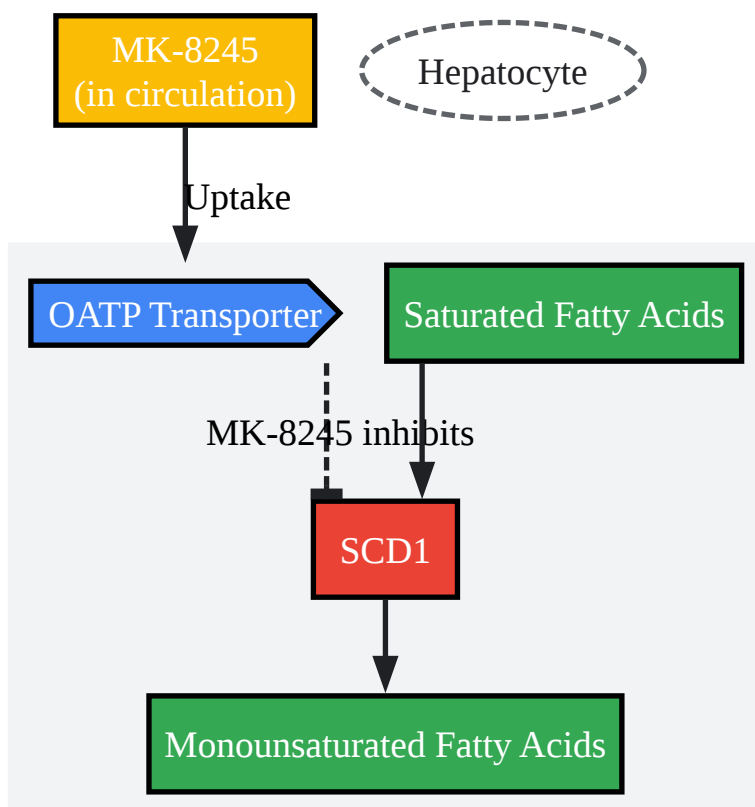 MK-8245
(in circulation)
Hepatocyte
Uptake
OATP Transporter
Saturated Fatty Acids
MK-8245 inhibits
SCD1
Monounsaturated Fatty Acids